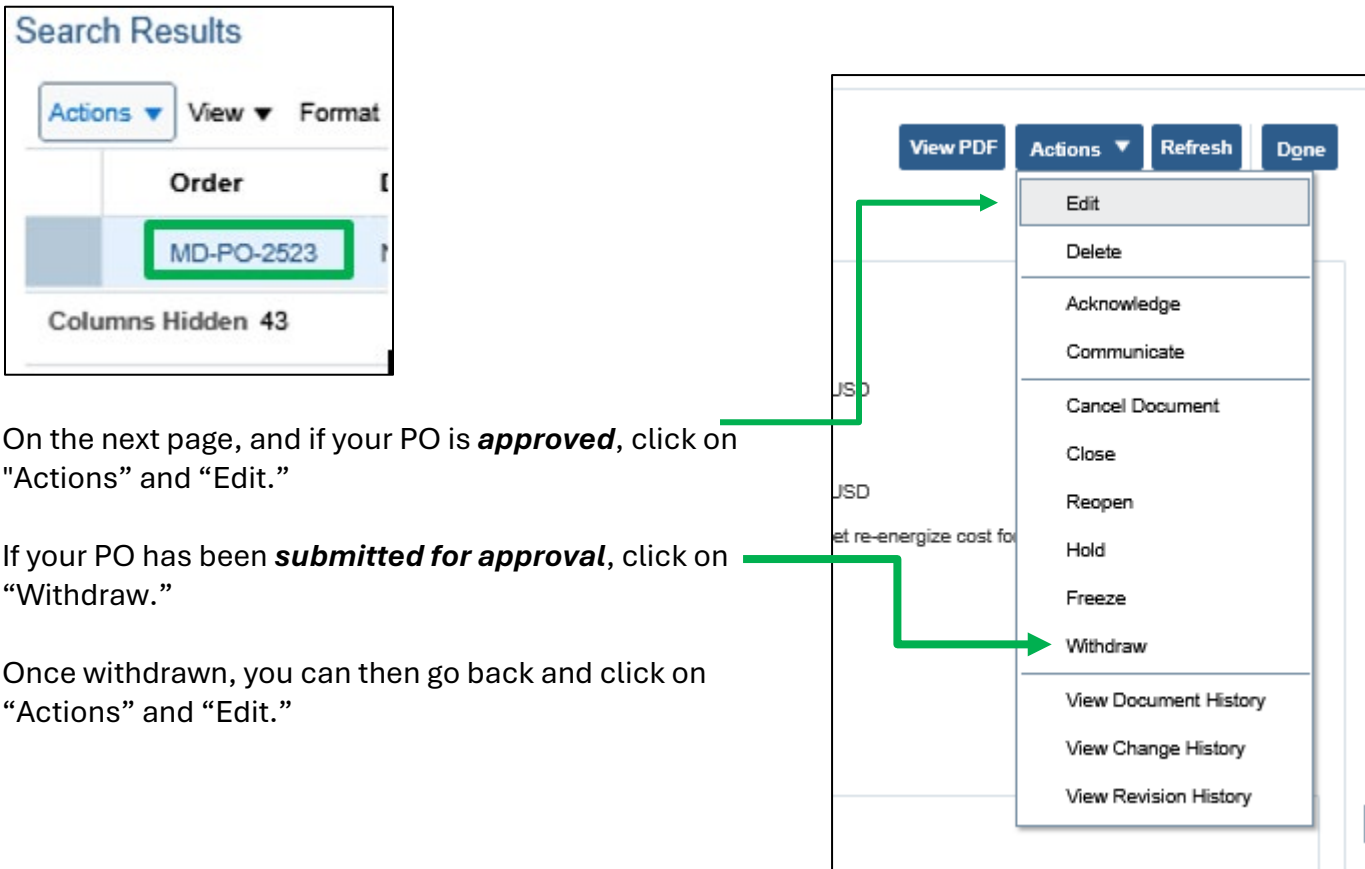 Search Results
Actions ▼ View ▼ Format
Order
MD-PO-2523
Columns Hidden 43
On the next page, and if your PO is approved, click on
"Actions” and “Edit.”
If your PO has been submitted for approval, click on
“Withdraw.”
Once withdrawn, you can then go back and click on
“Actions” and “Edit.”
View PDF Actions ▼ Refresh Done
Edit
Delete
Acknowledge
Communicate
USD
Cancel Document
Close
USD
Reopen
et re-energize cost fo
Hold
Freeze
Withdraw
View Document History
View Change History
View Revision History